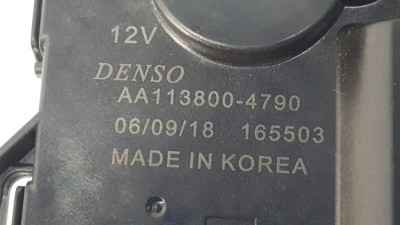 12V
DENSO
AA113800-4790
06/09/18 165503
MADE IN KOREA